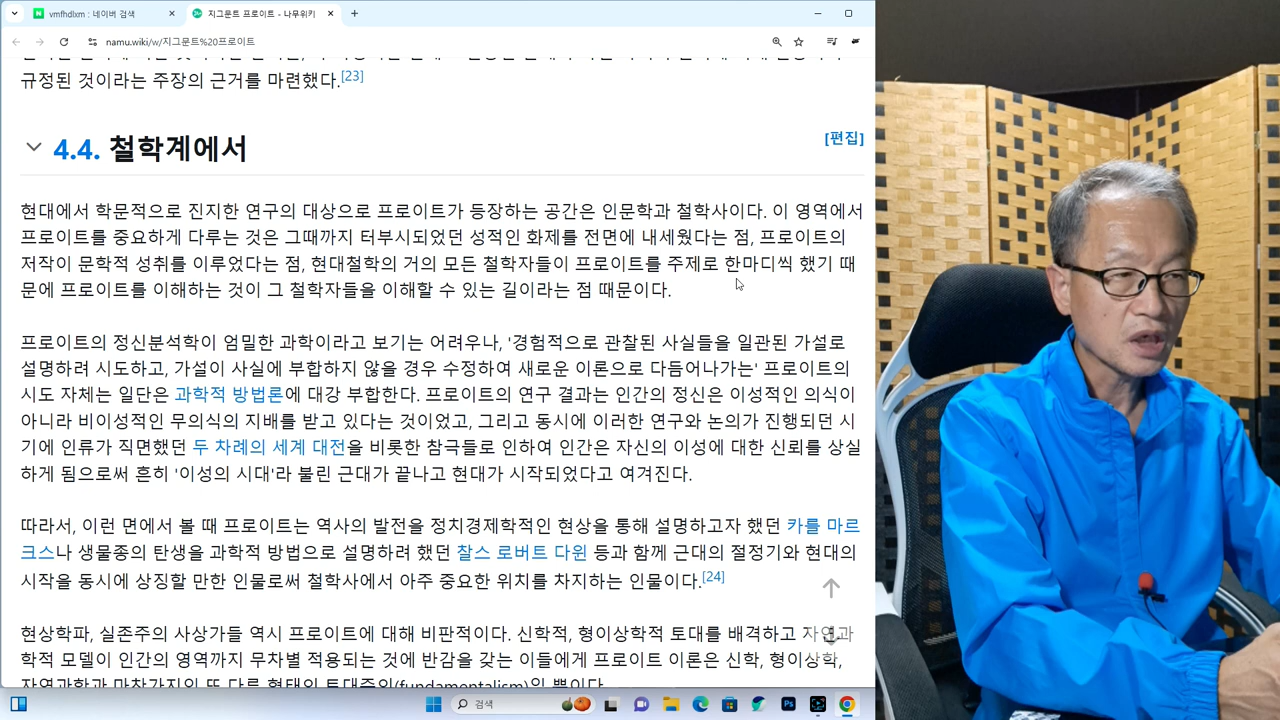 vmfhdlxm : 네이버 검색
지그문트 프로이트 - 나무위키
namu.wiki/w/지그문트%20프로이트
규정된 것이라는 주장의 근거를 마련했다.[23]
4.4. 철학계에서
[편집]
현대에서 학문적으로 진지한 연구의 대상으로 프로이트가 등장하는 공간은 인문학과 철학사이다. 이 영역에서
프로이트를 중요하게 다루는 것은 그때까지 터부시되었던 성적인 화제를 전면에 내세웠다는 점, 프로이트의
저작이 문학적 성취를 이루었다는 점, 현대철학의 거의 모든 철학자들이 프로이트를 주제로 한마디씩 했기 때
문에 프로이트를 이해하는 것이 그 철학자들을 이해할 수 있는 길이라는 점 때문이다.
프로이트의 정신분석학이 엄밀한 과학이라고 보기는 어려우나, '경험적으로 관찰된 사실들을 일관된 가설로
설명하려 시도하고, 가설이 사실에 부합하지 않을 경우 수정하여 새로운 이론으로 다듬어나가는' 프로이트의
시도 자체는 일단은 과학적 방법론에 대강 부합한다. 프로이트의 연구 결과는 인간의 정신은 이성적인 의식이
아니라 비이성적인 무의식의 지배를 받고 있다는 것이었고, 그리고 동시에 이러한 연구와 논의가 진행되던 시
기에 인류가 직면했던 두 차례의 세계 대전을 비롯한 참극들로 인하여 인간은 자신의 이성에 대한 신뢰를 상실
하게 됨으로써 흔히 '이성의 시대'라 불린 근대가 끝나고 현대가 시작되었다고 여겨진다.
따라서, 이런 면에서 볼 때 프로이트는 역사의 발전을 정치경제학적인 현상을 통해 설명하고자 했던 카를 마르
크스나 생물종의 탄생을 과학적 방법으로 설명하려 했던 찰스 로버트 다윈 등과 함께 근대의 절정기와 현대의
시작을 동시에 상징할 만한 인물로써 철학사에서 아주 중요한 위치를 차지하는 인물이다.[24]
현상학파, 실존주의 사상가들 역시 프로이트에 대해 비판적이다. 신학적, 형이상학적 토대를 배격하고 자연과
학적 모델이 인간의 영역까지 무차별 적용되는 것에 반감을 갖는 이들에게 프로이트 이론은 신학, 형이상학,
자연과학과 마찬가지의 또 다른 형태의 토대주의(fundamentalism)일 뿐이다.
검색